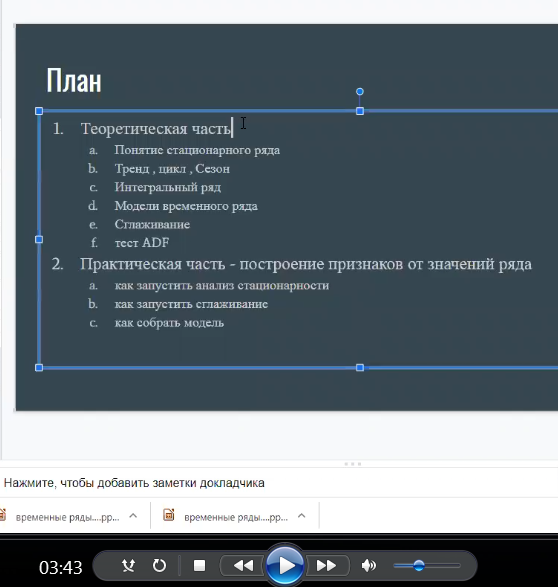 План
1. Теоретическая часть
a. Понятие стационарного ряда
b. Тренд , цикл , Сезон
c. Интегральный ряд
d. Модели временного ряда
e. Сглаживание
f. тест ADF
2. Практическая часть - построение признаков от значений ряда
a. как запустить анализ стационарности
b. как запустить сглаживание
c. как собрать модель
Нажмите, чтобы добавить заметки докладчика
временные ряды....pp... временные ряды....pp...
03:43